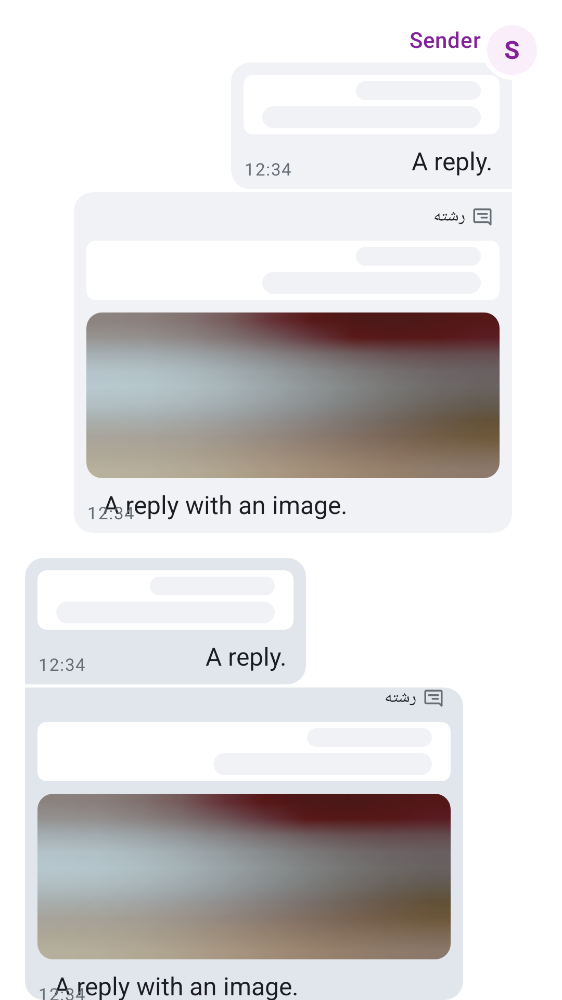 Sender
S
A reply.
12:34
رشته
A reply with an image.
12:34
A reply.
12:34
رشته
A reply with an image.
12:34